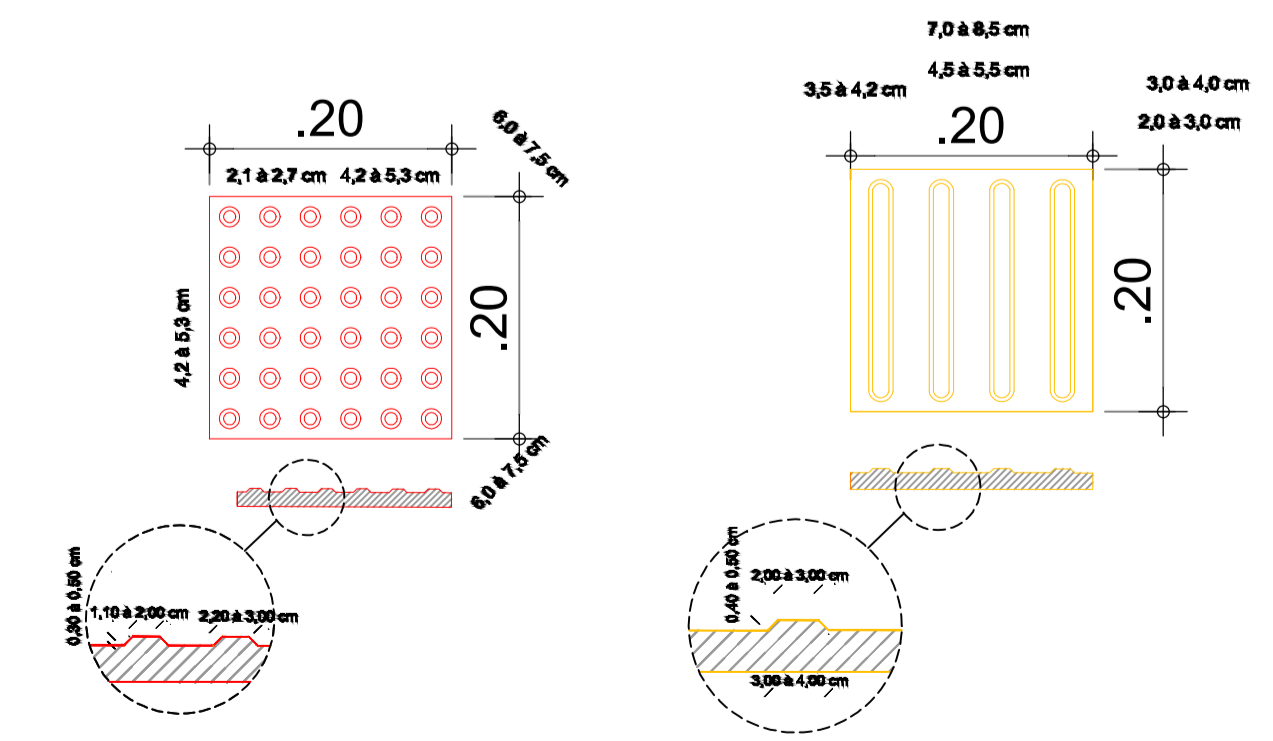 7,0 à 8,5 cm
4,5 à 5,5 cm
3,5 à 4,2 cm
3,0 à 4,0 cm
2,0 à 3,0 cm
.20
.20
6,0 à 7,5 cm
2,1 à 2,7 cm
4,2 à 5,3 cm
4,2 à 5,3 cm
.20
.20
6,0 à 7,5 cm
0,30 à 0,50 cm
1,10 à 2,00 cm
2,20 à 3,00 cm
0,40 à 0,50 cm
2,00 à 3,00 cm
3,00 à 4,00 cm